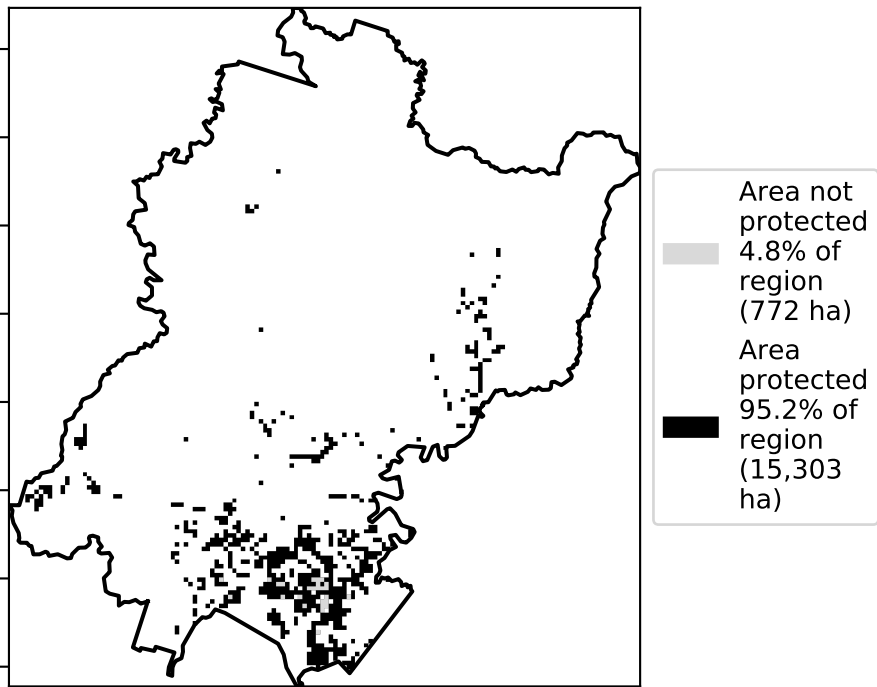 Area not
protected
4.8% of
region
(772 ha)
Area
protected
95.2% of
region
(15,303
ha)